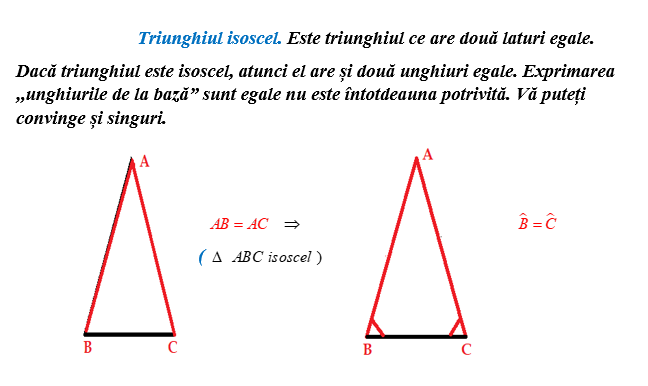 Triunghiul isoscel. Este triunghiul ce are două laturi egale.
Dacă triunghiul este isoscel, atunci el are și două unghiuri egale. Exprimarea
„unghiurile de la bază” sunt egale nu este întotdeauna potrivită. Vă puteți
convinge și singuri.
A
A
AB = AC ⇒
B̂ = Ĉ
( Δ ABC isoscel )
B C
B C